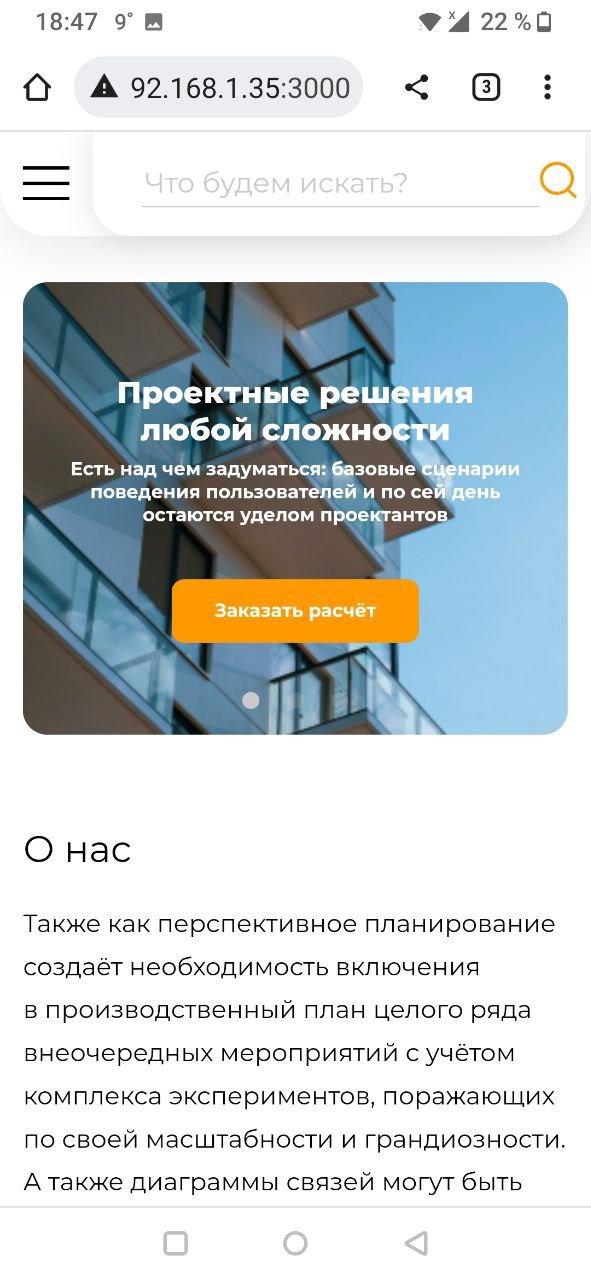 18:47 9° 22 %
92.168.1.35:3000
3
Что будем искать?
Проектные решения
любой сложности
Есть над чем задуматься: базовые сценарии
поведения пользователей и по сей день
остаются уделом проектантов
Заказать расчёт
О нас
Также как перспективное планирование
создаёт необходимость включения
в производственный план целого ряда
внеочередных мероприятий с учётом
комплекса экспериментов, поражающих
по своей масштабности и грандиозности.
А также диаграммы связей могут быть